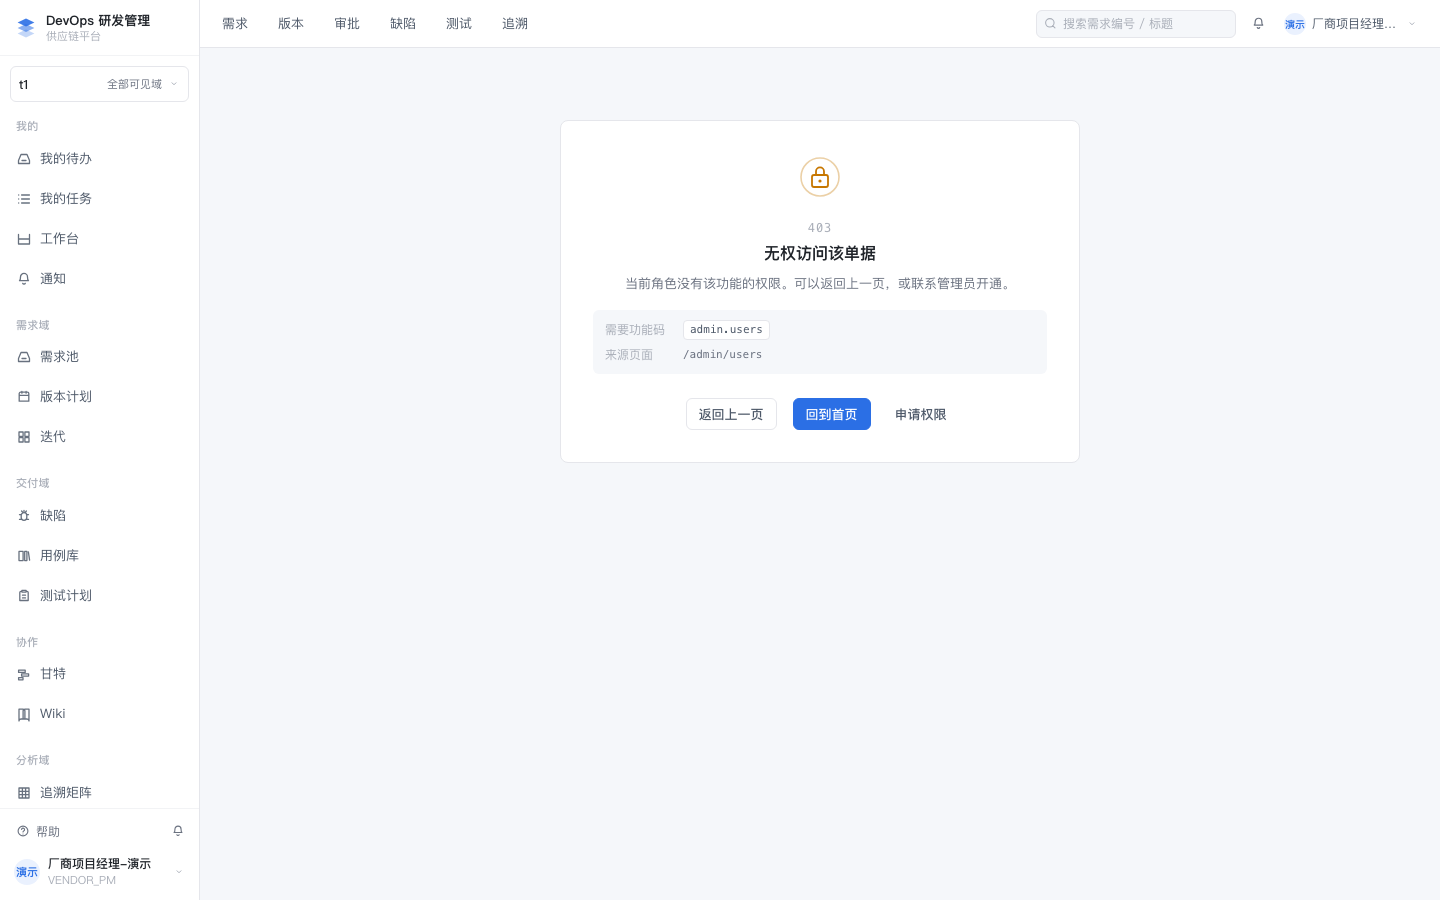 DevOps 研发管理
供应链平台
t1 全部可见域
我的
我的待办
我的任务
工作台
通知
需求域
需求池
版本计划
迭代
交付域
缺陷
用例库
测试计划
协作
甘特
Wiki
分析域
追溯矩阵
帮助
演示 厂商项目经理-演示
VENDOR_PM
需求 版本 审批 缺陷 测试 追溯
搜索需求编号 / 标题
演示 厂商项目经理...
403
无权访问该单据
当前角色没有该功能的权限。可以返回上一页，或联系管理员开通。
需要功能码 admin.users
来源页面 /admin/users
返回上一页 回到首页 申请权限